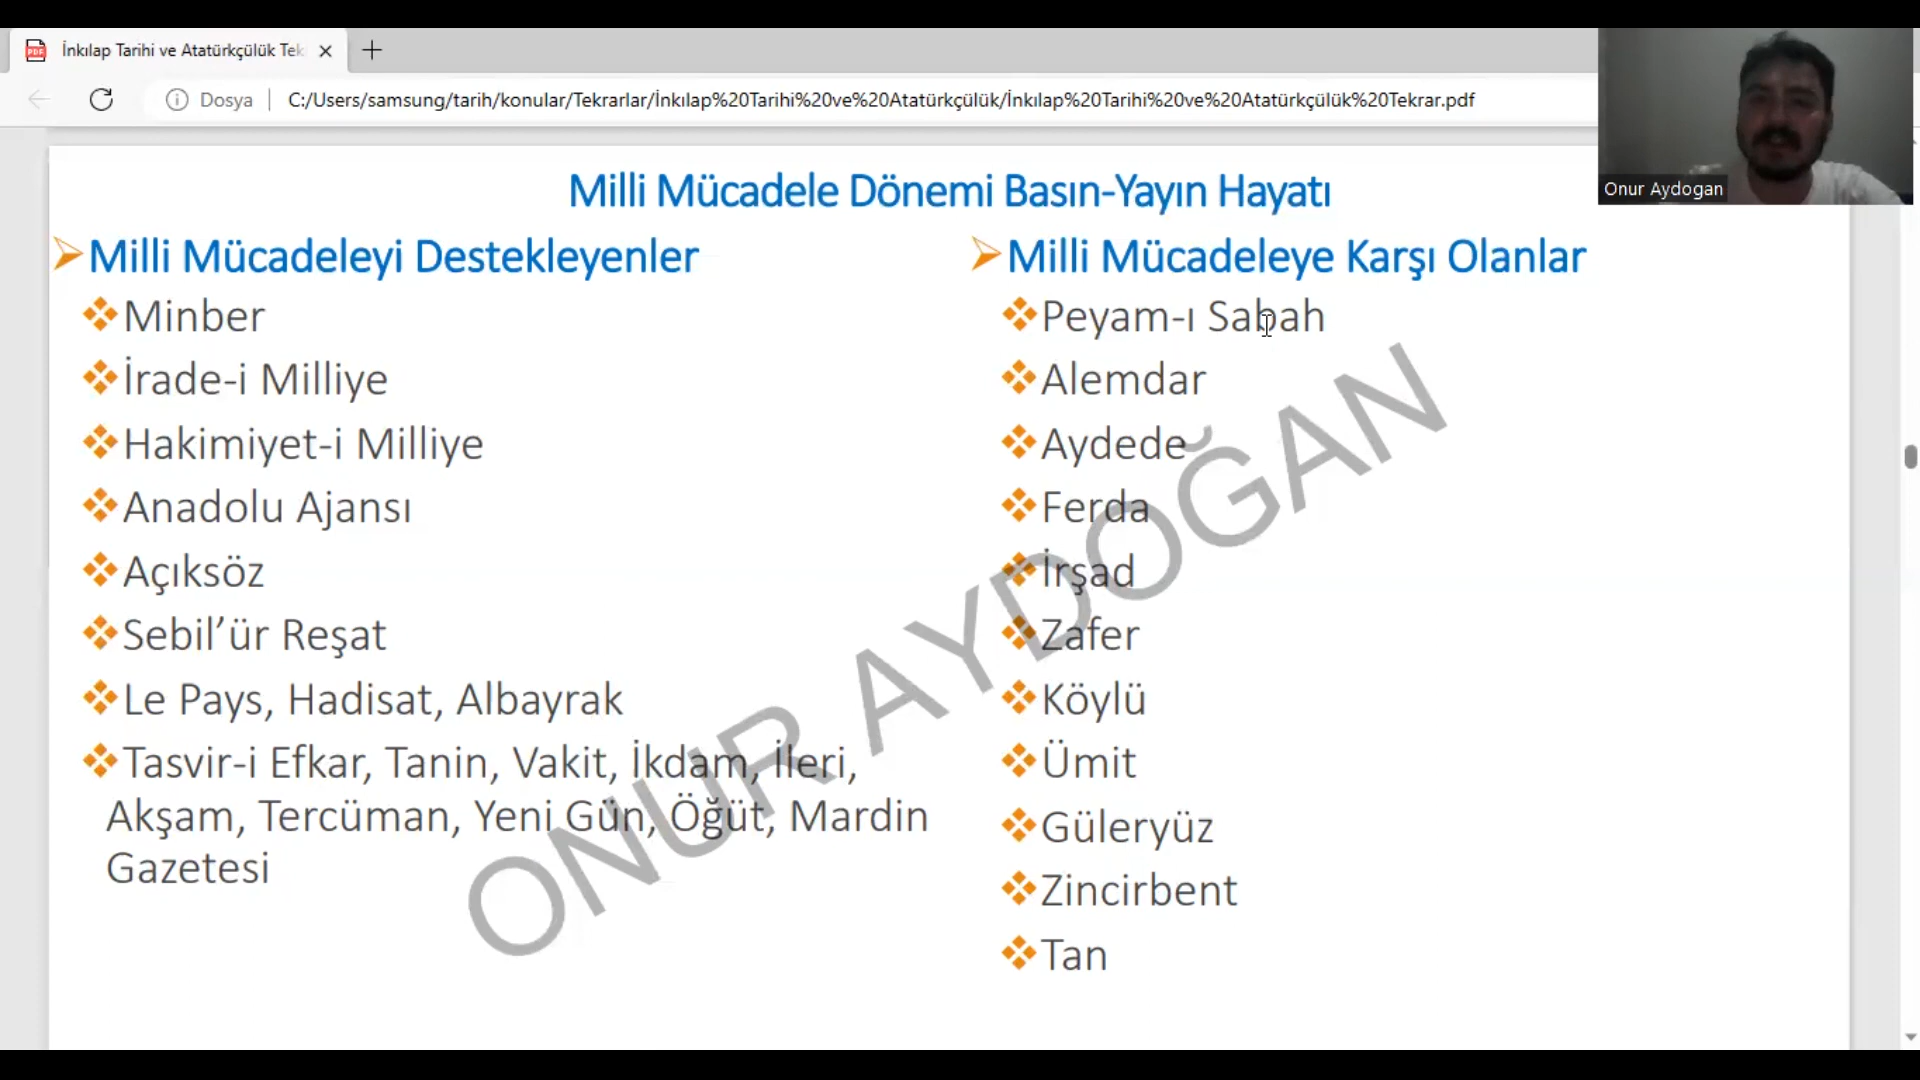 İnkılap Tarihi ve Atatürkçülük Tek
Dosya
C:/Users/samsung/tarih/konular/Tekrarlar/İnkılap%20Tarihi%20ve%20Atatürkçülük/İnkılap%20Tarihi%20ve%20Atatürkçülük%20Tekrar.pdf
Onur Aydogan
Milli Mücadele Dönemi Basın-Yayın Hayatı
Milli Mücadeleyi Destekleyenler
Minber
İrade-i Milliye
Hakimiyet-i Milliye
Anadolu Ajansı
Açıksöz
Sebil’ür Reşat
Le Pays, Hadisat, Albayrak
Tasvir-i Efkar, Tanin, Vakit, İkdam, İleri,
Akşam, Tercüman, Yeni Gün, Öğüt, Mardin
Gazetesi
Milli Mücadeleye Karşı Olanlar
Peyam-ı Sabah
Alemdar
Aydede
Ferda
İrşad
Zafer
Köylü
Ümit
Güleryüz
Zincirbent
Tan
ONUR AYDOĞAN